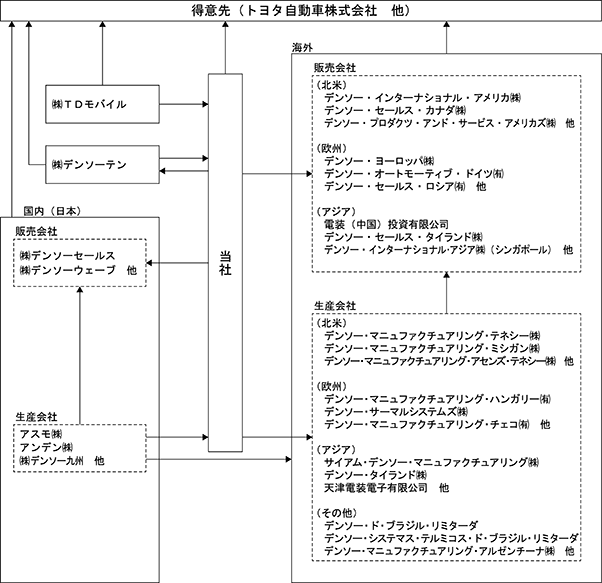 得意先（トヨタ自動車株式会社　他）
㈱ＴＤモバイル
㈱デンソーテン
国内（日本）
販売会社
㈱デンソーセールス
㈱デンソーウェーブ　他
生産会社
アスモ㈱
アンデン㈱
㈱デンソー九州　他
当社
海外
販売会社
（北米）
デンソー・インターナショナル・アメリカ㈱
デンソー・セールス・カナダ㈱
デンソー・プロダクツ・アンド・サービス・アメリカズ㈱　他
（欧州）
デンソー・ヨーロッパ㈱
デンソー・オートモーティブ・ドイツ㈲
デンソー・セールス・ロシア㈲　他
（アジア）
電装（中国）投資有限公司
デンソー・セールス・タイランド㈱
デンソー・インターナショナル・アジア㈱（シンガポール）　他
生産会社
（北米）
デンソー・マニュファクチュアリング・テネシー㈱
デンソー・マニュファクチュアリング・ミシガン㈱
デンソー・マニュファクチュアリング・アセンズ・テネシー㈱　他
（欧州）
デンソー・マニュファクチュアリング・ハンガリー㈲
デンソー・サーマルシステムズ㈱
デンソー・マニュファクチュアリング・チェコ㈲　他
（アジア）
サイアム・デンソー・マニュファクチュアリング㈱
デンソー・タイランド㈱
天津電装電子有限公司　他
（その他）
デンソー・ド・ブラジル・リミターダ
デンソー・システマス・テルミコス・ド・ブラジル・リミターダ
デンソー・マニュファクチュアリング・アルゼンチーナ㈱　他